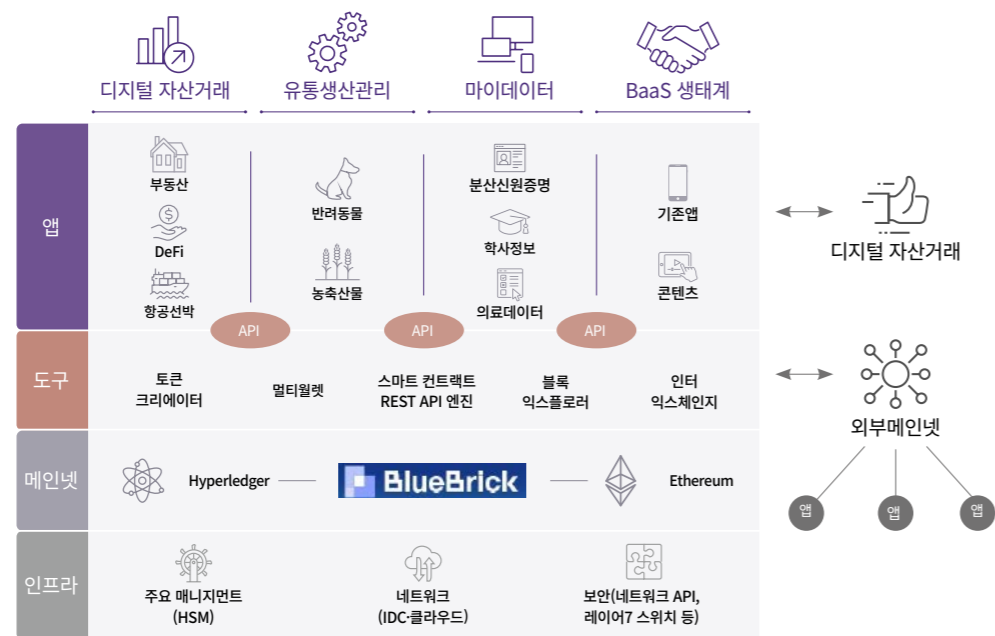 디지털 자산거래
유통생산관리
마이데이터
BaaS 생태계
앱
부동산
DeFi
항공선박
반려동물
농축산물
분산신원증명
학사정보
의료데이터
기존앱
콘텐츠
디지털 자산거래
API
API
API
도구
토큰
크리에이터
멀티월렛
스마트 컨트랙트
REST API 엔진
블록
익스플로러
인터
익스체인지
외부메인넷
앱
앱
앱
메인넷
Hyperledger
BlueBrick
Ethereum
인프라
주요 매니지먼트
(HSM)
네트워크
(IDC·클라우드)
보안(네트워크 API,
레이어7 스위치 등)